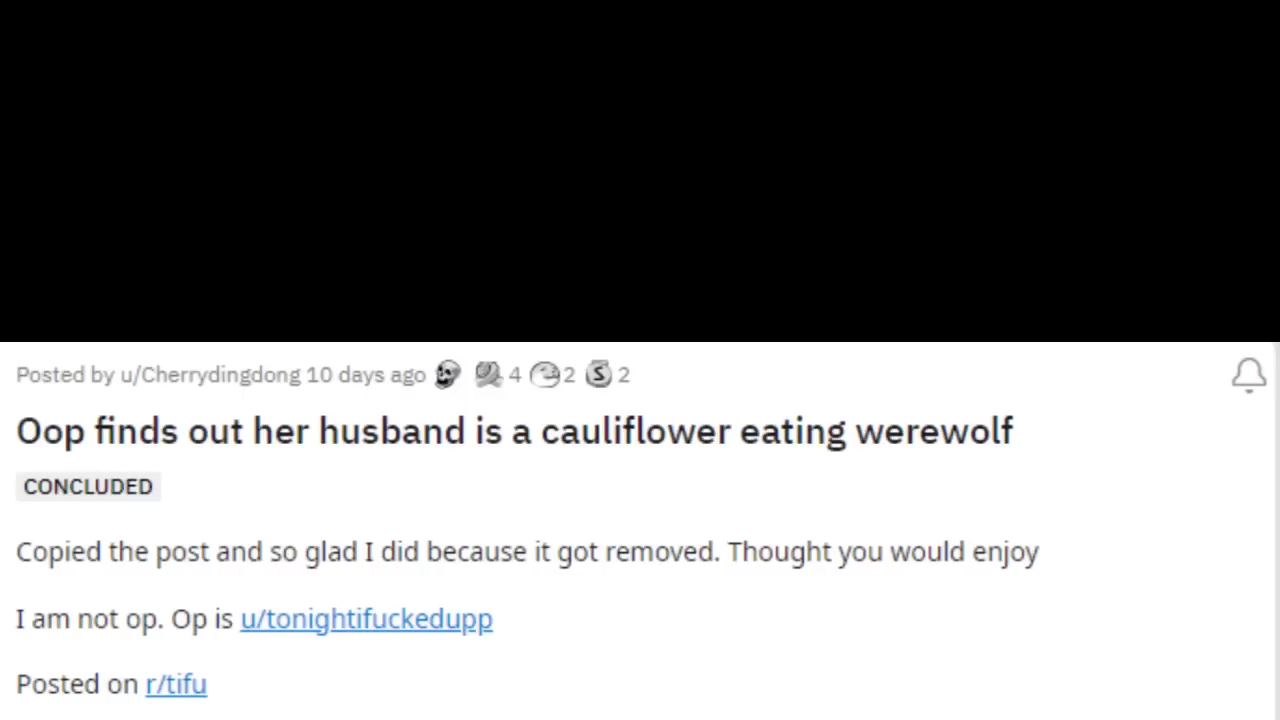 Posted by u/Cherrydingdong 10 days ago 4 2 2
Oop finds out her husband is a cauliflower eating werewolf
CONCLUDED
Copied the post and so glad I did because it got removed. Thought you would enjoy
I am not op. Op is u/tonightifuckedupp
Posted on r/tifu